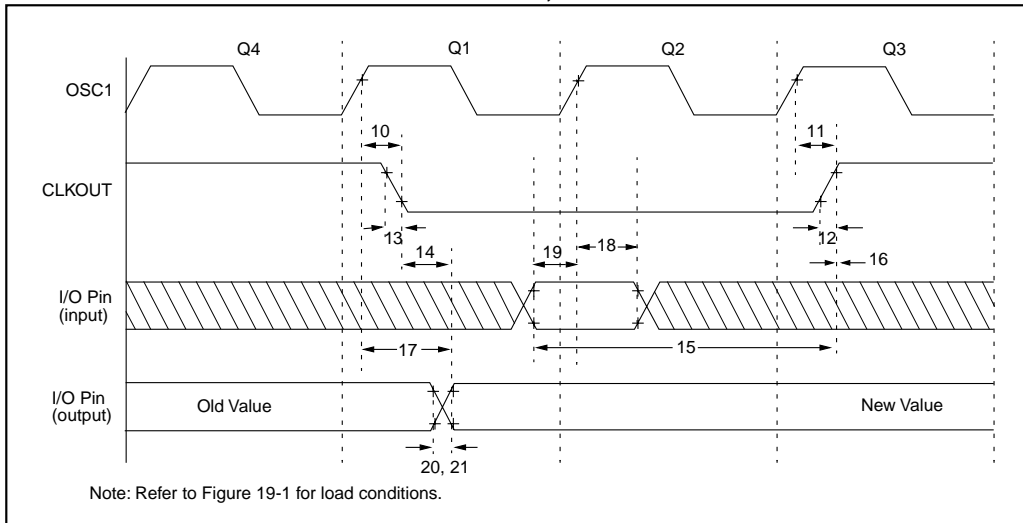 Q4 Q1 Q2 Q3
OSC1
10 11
CLKOUT
13 12
14 19 18 16
I/O Pin
(input)
17 15
I/O Pin
(output)
Old Value New Value
20, 21
Note: Refer to Figure 19-1 for load conditions.